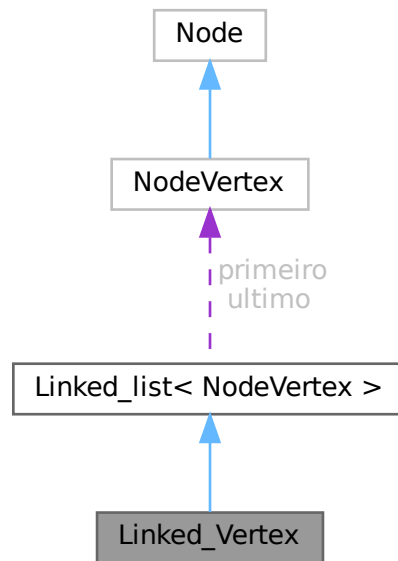 Node
NodeVertex
primeiro
ultimo
Linked_list< NodeVertex >
Linked_Vertex